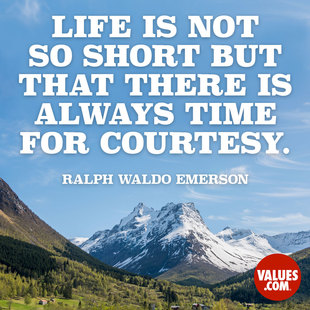 LIFE IS NOT
SO SHORT BUT
THAT THERE IS
ALWAYS TIME
FOR COURTESY.
RALPH WALDO EMERSON
VALUES
.COM